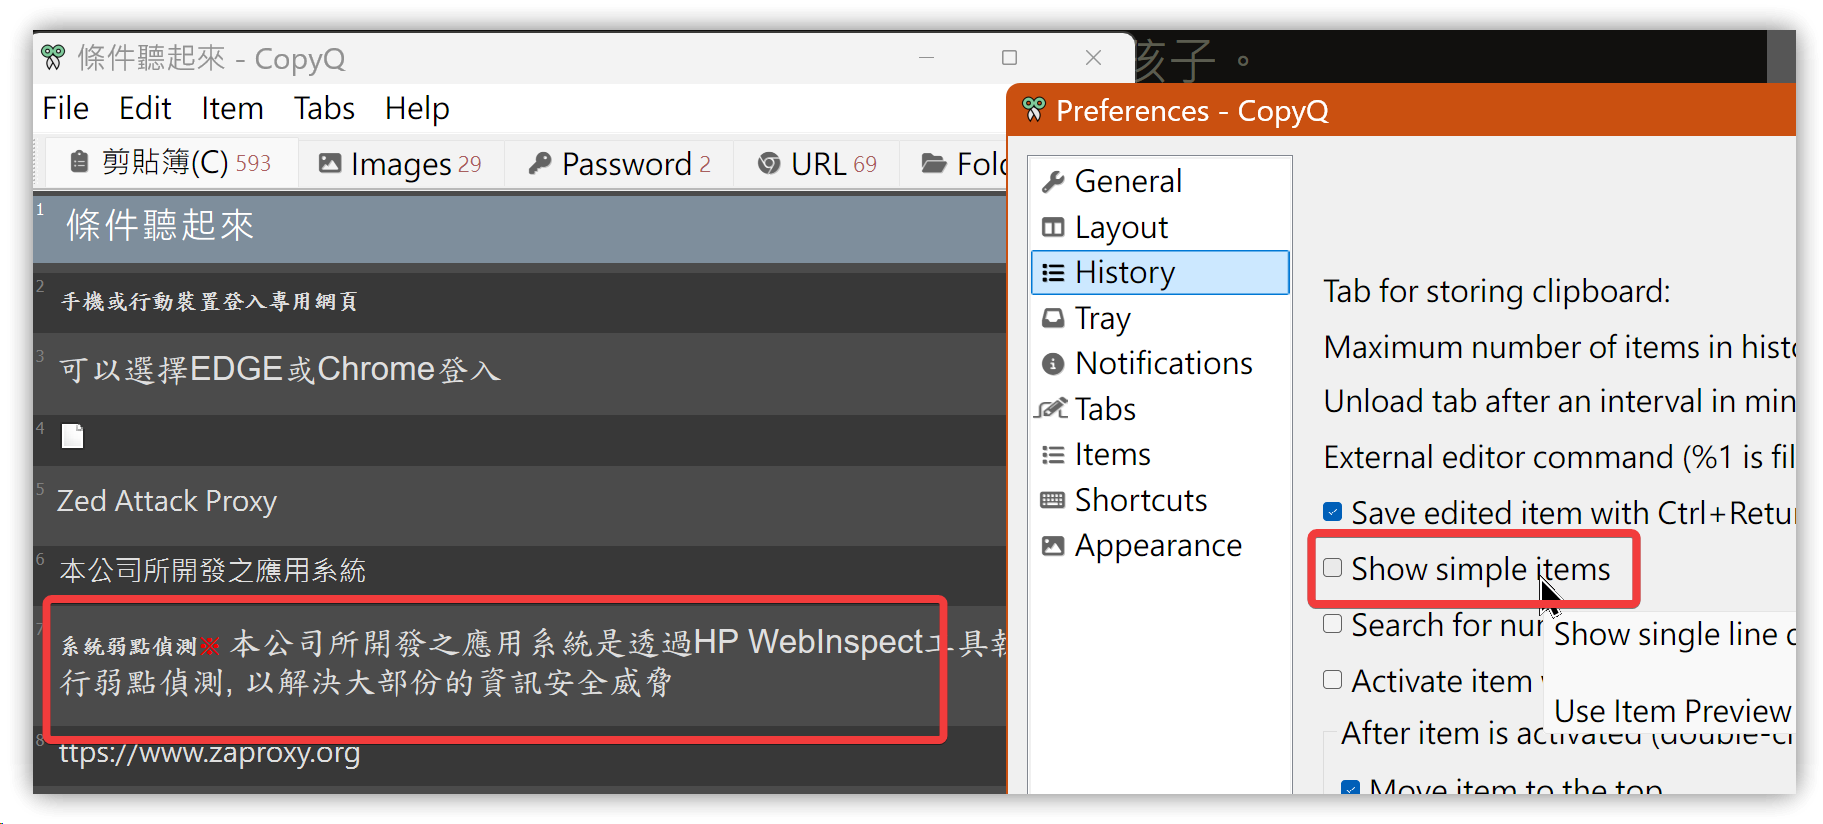 條件聽起來 - CopyQ
孩子。
File Edit Item Tabs Help
剪貼簿(C) 593 Images 29 Password 2 URL 69
1 條件聽起來
2 手機或行動裝置登入專用網頁
3 可以選擇EDGE或Chrome登入
4
5 Zed Attack Proxy
6 本公司所開發之應用系統
7 系統弱點偵測※ 本公司所開發之應用系統是透過HP WebInspect工具執
行弱點偵測, 以解決大部份的資訊安全威脅
8 ttps://www.zaproxy.org
Preferences - CopyQ
General
Layout
History
Tray
Notifications
Tabs
Items
Shortcuts
Appearance
Tab for storing clipboard:
Maximum number of items in
Unload tab after an interval in
External editor command (%1 is
Save edited item with
Show simple items
Search for
Show single line
Activate item
Use Item Preview
After item is activated
Move item to the top